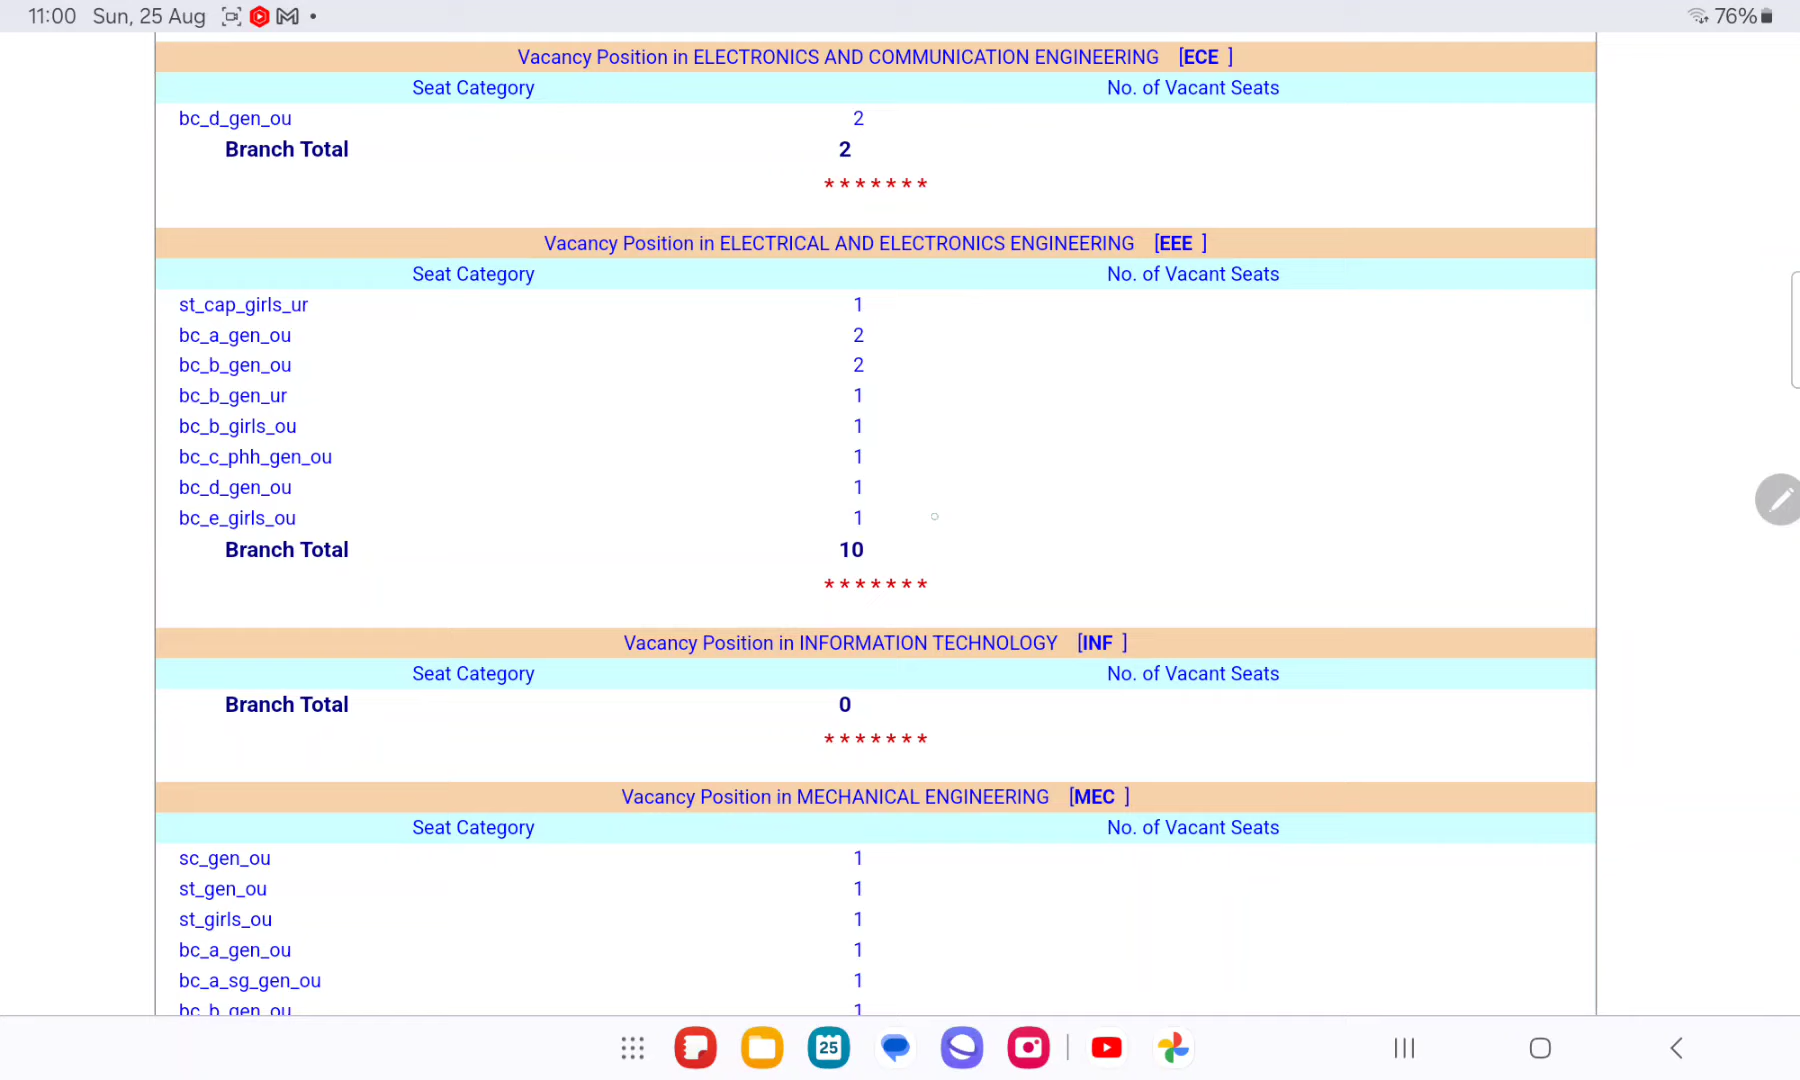 11:00 Sun, 25 Aug 76%
Vacancy Position in ELECTRONICS AND COMMUNICATION ENGINEERING [ECE ]
Seat Category No. of Vacant Seats
bc_d_gen_ou 2
Branch Total 2
*******
Vacancy Position in ELECTRICAL AND ELECTRONICS ENGINEERING [EEE ]
Seat Category No. of Vacant Seats
st_cap_girls_ur 1
bc_a_gen_ou 2
bc_b_gen_ou 2
bc_b_gen_ur 1
bc_b_girls_ou 1
bc_c_phh_gen_ou 1
bc_d_gen_ou 1
bc_e_girls_ou 1
Branch Total 10
*******
Vacancy Position in INFORMATION TECHNOLOGY [INF ]
Seat Category No. of Vacant Seats
Branch Total 0
*******
Vacancy Position in MECHANICAL ENGINEERING [MEC ]
Seat Category No. of Vacant Seats
sc_gen_ou 1
st_gen_ou 1
st_girls_ou 1
bc_a_gen_ou 1
bc_a_sg_gen_ou 1
bc_b_gen_ou 1
25